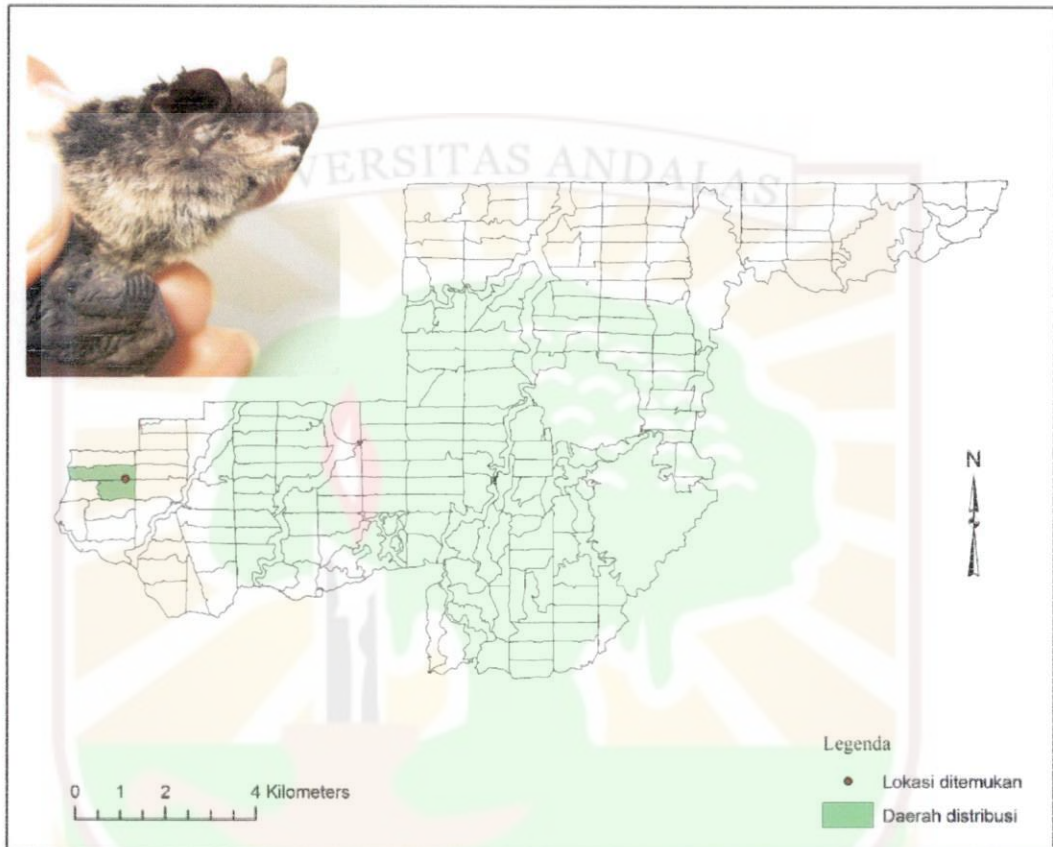 VERSITAS ANDALAS
N
Legenda
Lokasi ditemukan
Daerah distribusi
0 1 2 4 Kilometers